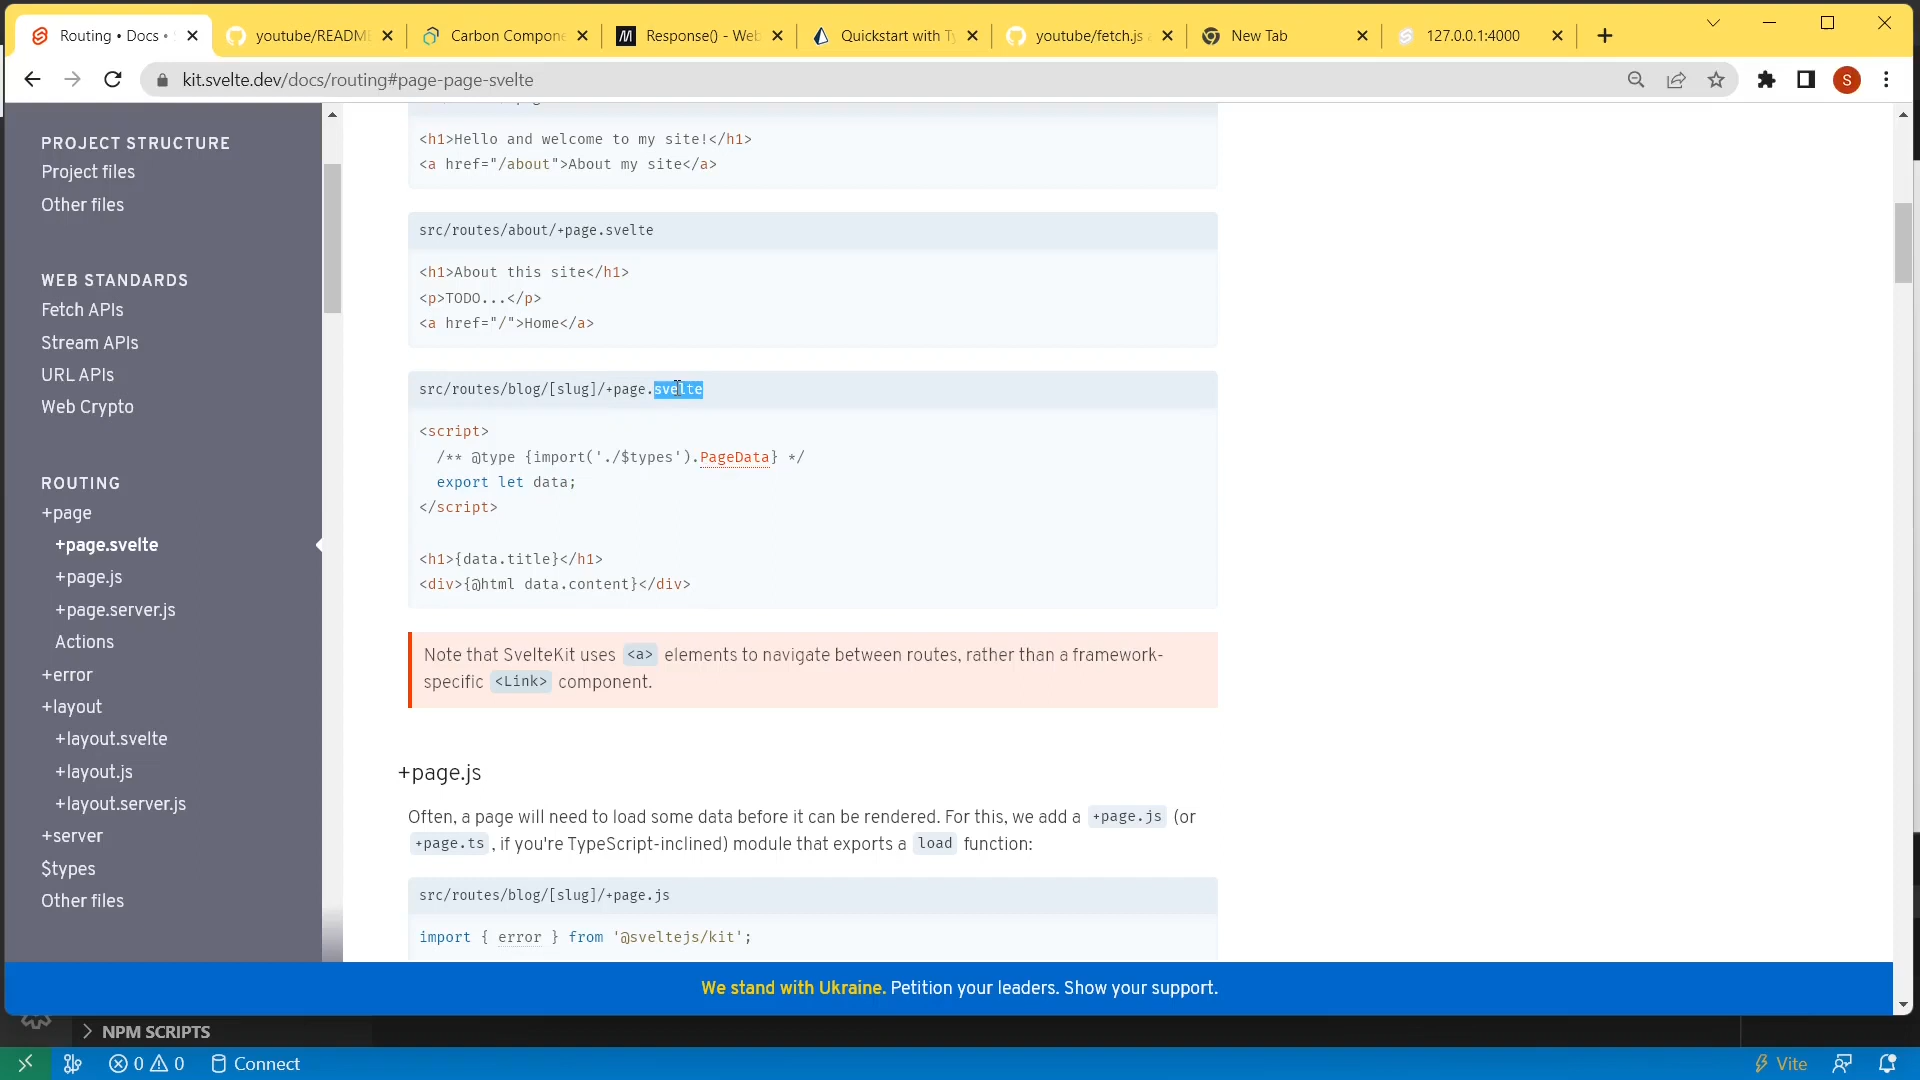 Routing • Docs •
youtube/READM
Carbon Compone
Response() - Web
Quickstart with Ty
youtube/fetch.js a
New Tab
127.0.0.1:4000
kit.svelte.dev/docs/routing#page-page-svelte
S
PROJECT STRUCTURE
Project files
Other files
WEB STANDARDS
Fetch APIs
Stream APIs
URL APIs
Web Crypto
ROUTING
+page
+page.svelte
+page.js
+page.server.js
Actions
+error
+layout
+layout.svelte
+layout.js
+layout.server.js
+server
$types
Other files
<h1>Hello and welcome to my site!</h1>
<a href="/about">About my site</a>
src/routes/about/+page.svelte
<h1>About this site</h1>
<p>TODO...</p>
<a href="/">Home</a>
src/routes/blog/[slug]/+page.svelte
<script>
/** @type {import('./$types').PageData} */
export let data;
</script>
<h1>{data.title}</h1>
<div>{@html data.content}</div>
Note that SvelteKit uses <a> elements to navigate between routes, rather than a framework-
specific <Link> component.
+page.js
Often, a page will need to load some data before it can be rendered. For this, we add a +page.js (or
+page.ts, if you're TypeScript-inclined) module that exports a load function:
src/routes/blog/[slug]/+page.js
import { error } from '@sveltejs/kit';
We stand with Ukraine. Petition your leaders. Show your support.
NPM SCRIPTS
0 0 Connect
Vite